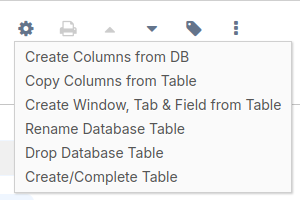 Create Columns from DB
Copy Columns from Table
Create Window, Tab & Field from Table
Rename Database Table
Drop Database Table
Create/Complete Table